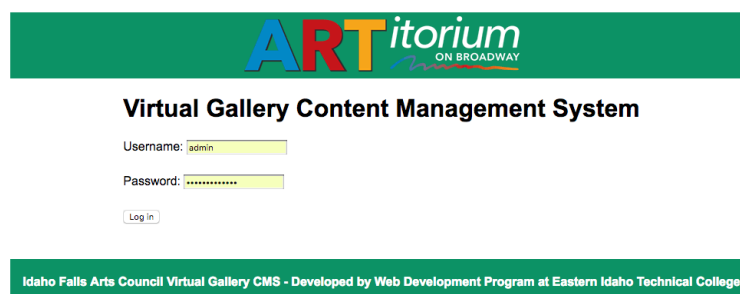 ARTitorium
ON BROADWAY
Virtual Gallery Content Management System
Username: admin
Password: •••••••••••••
Log in
Idaho Falls Arts Council Virtual Gallery CMS - Developed by Web Development Program at Eastern Idaho Technical College